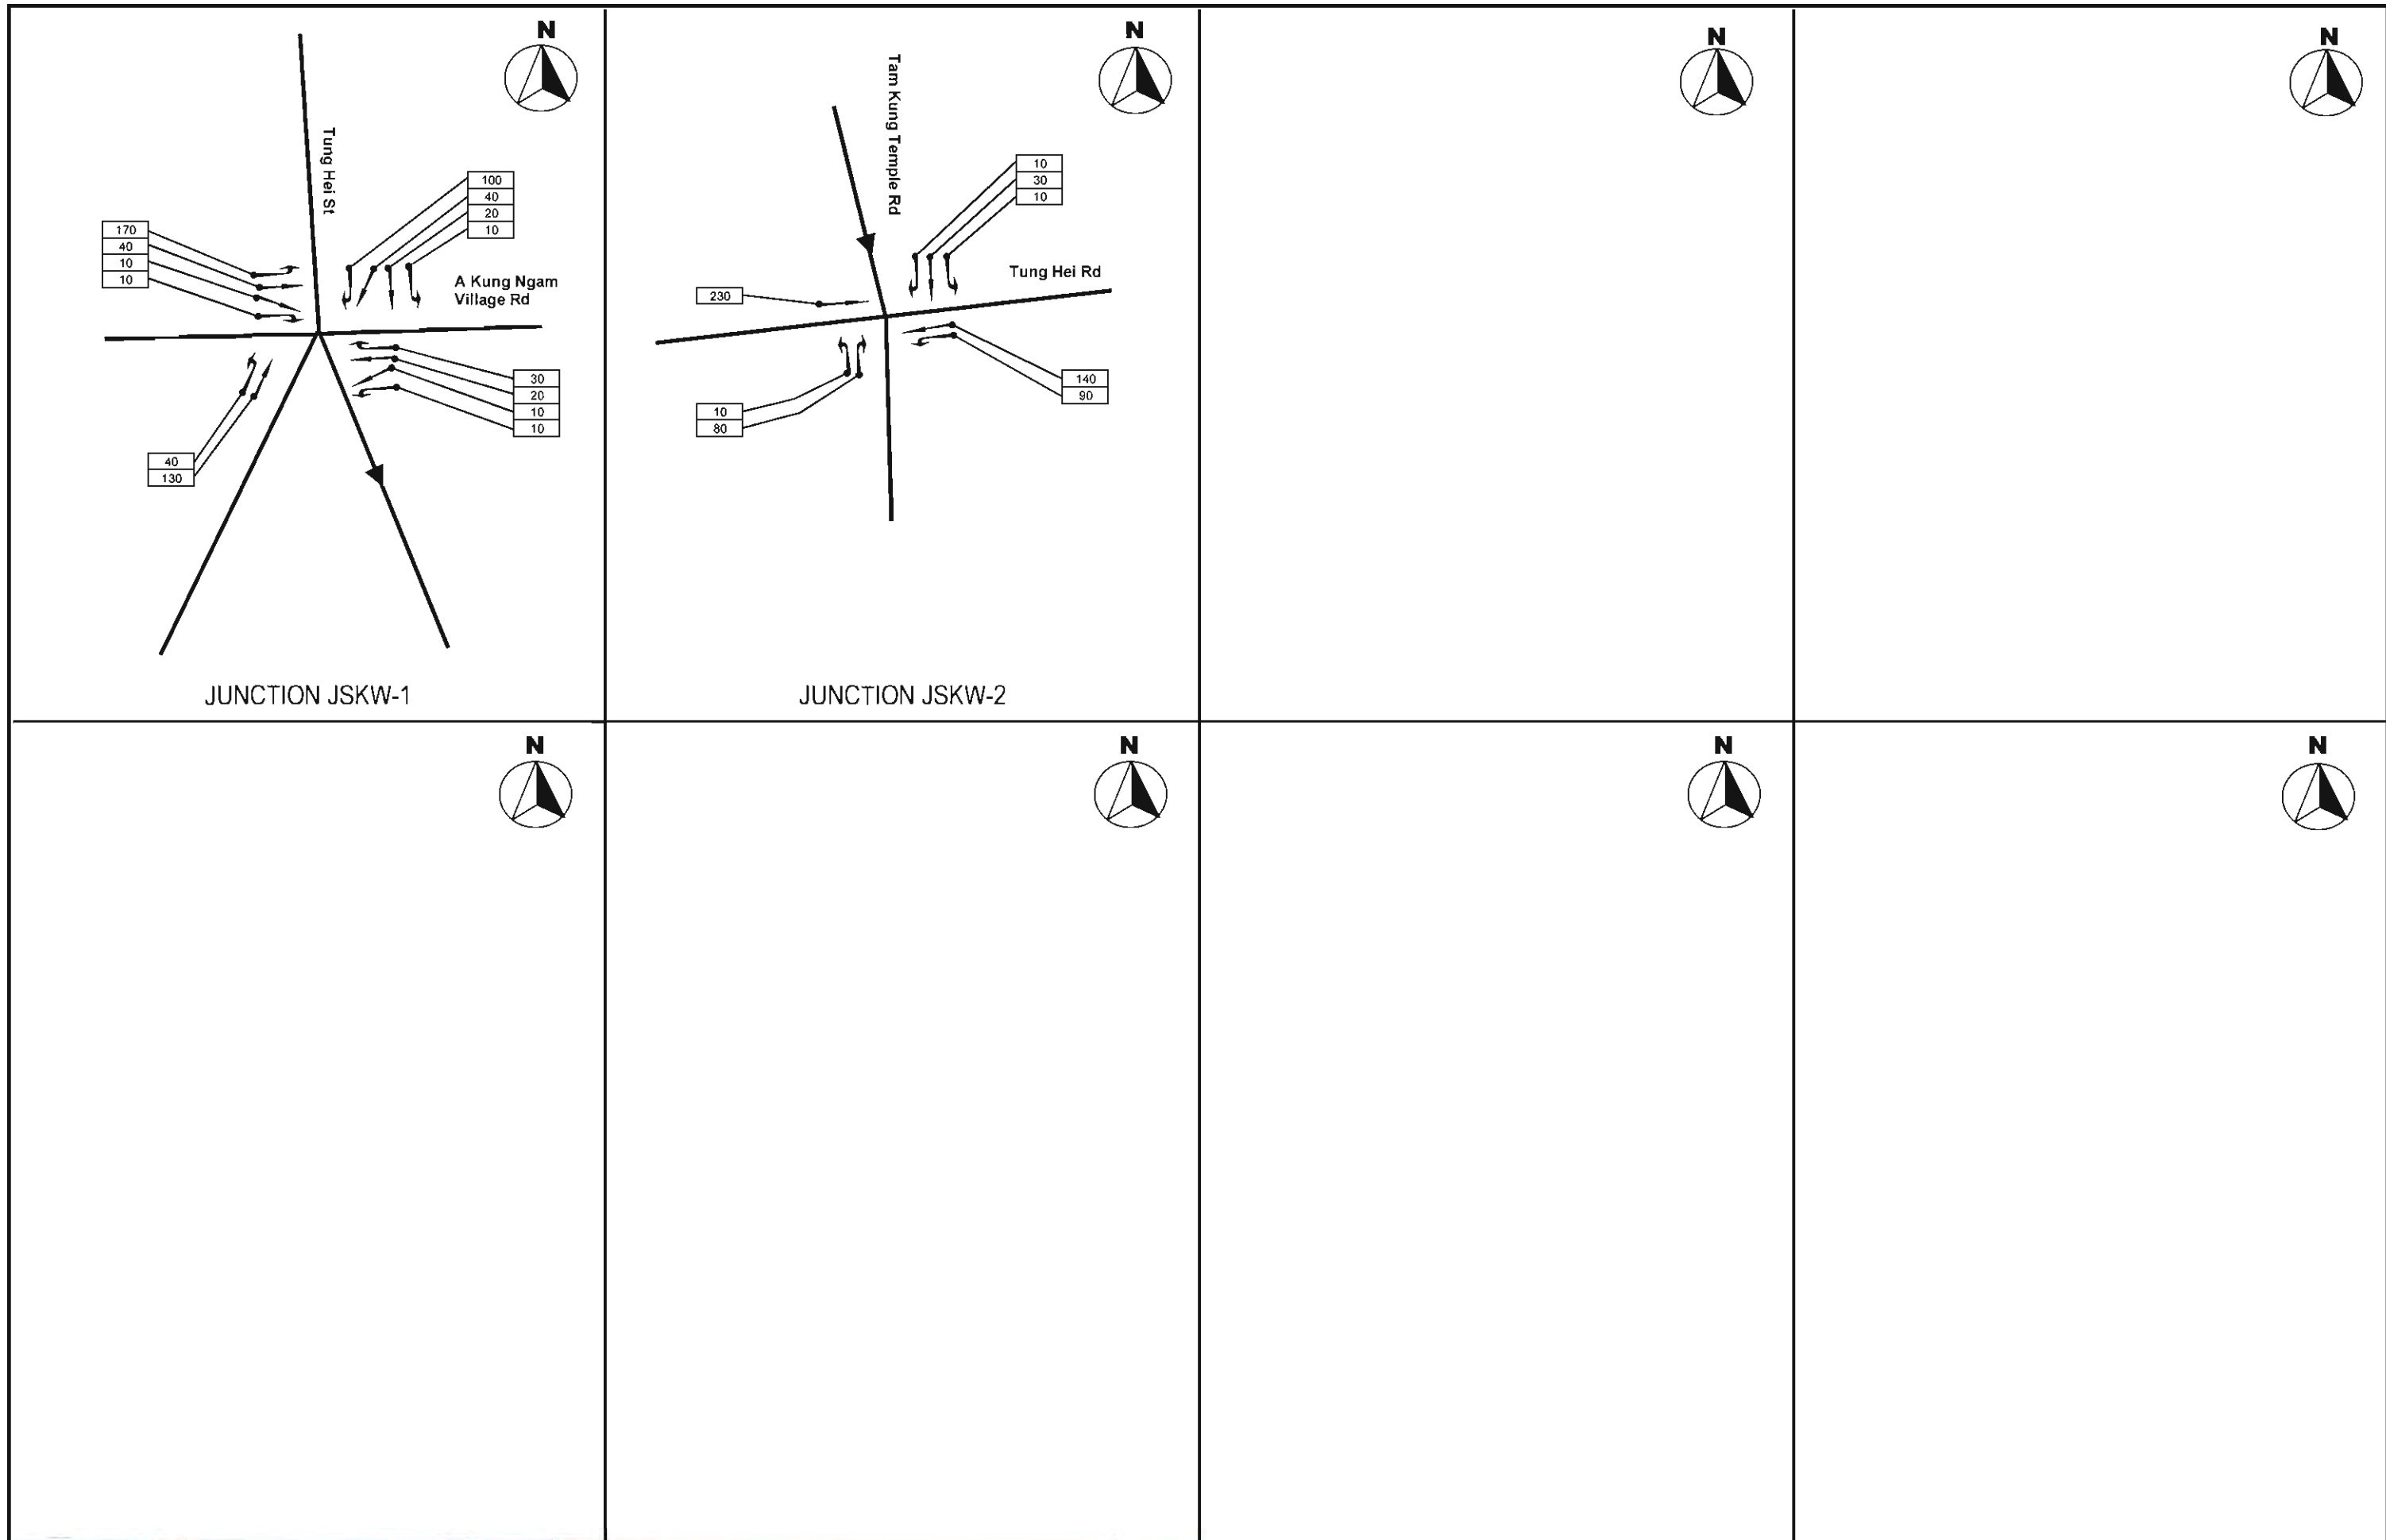 N
Tung Hei St
100
40
20
10
170
40
10
10
A Kung Ngam
Village Rd
30
20
10
10
40
130
JUNCTION JSKW-1
N
Tam Kung Temple Rd
10
30
10
Tung Hei Rd
230
140
90
10
80
JUNCTION JSKW-2
N
N
N
N
N
N